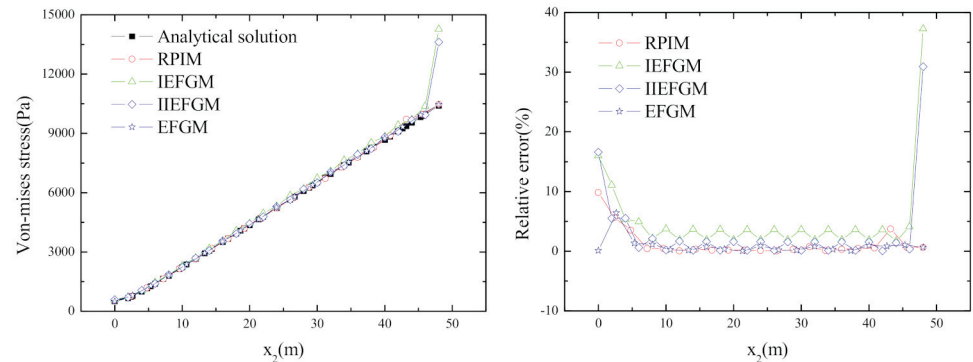 15000
12000
9000
6000
3000
0
Von-mises stress(Pa)
Analytical solution
RPIM
IEFGM
IIEFGM
EFGM
0 10 20 30 40 50
x2(m)
40
30
20
10
0
-10
Relative error(%)
RPIM
IEFGM
IIEFGM
EFGM
0 10 20 30 40 50
x2(m)